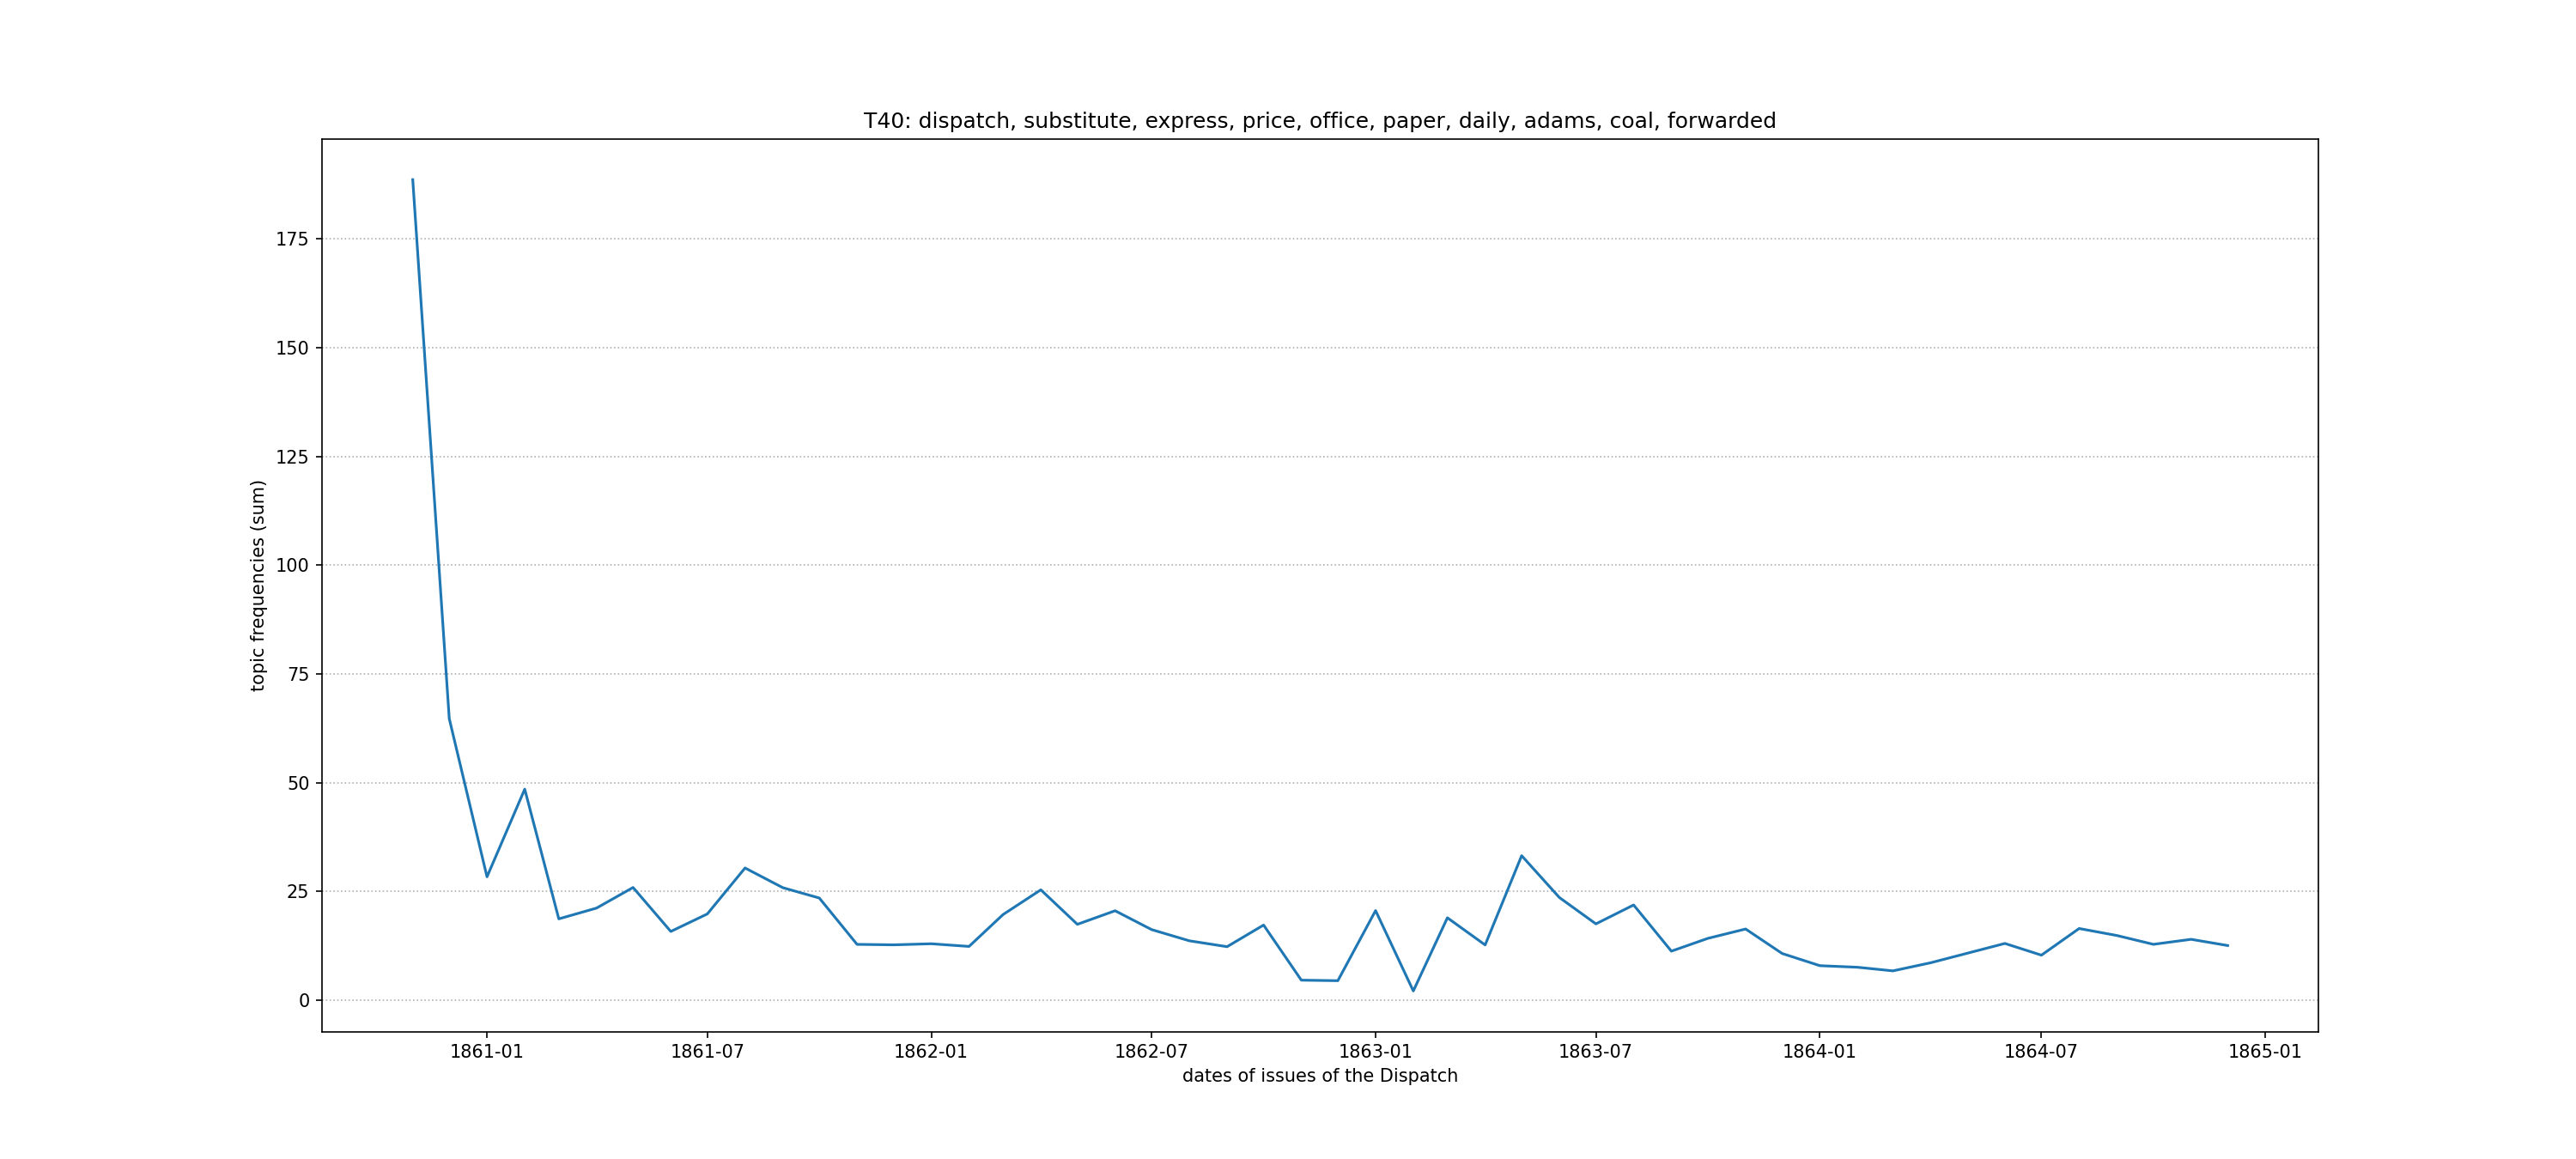 T40: dispatch, substitute, express, price, office, paper, daily, adams, coal, forwarded
topic frequencies (sum)
175
150
125
100
75
50
25
0
1861-01 1861-07 1862-01 1862-07 1863-01 1863-07 1864-01 1864-07 1865-01
dates of issues of the Dispatch